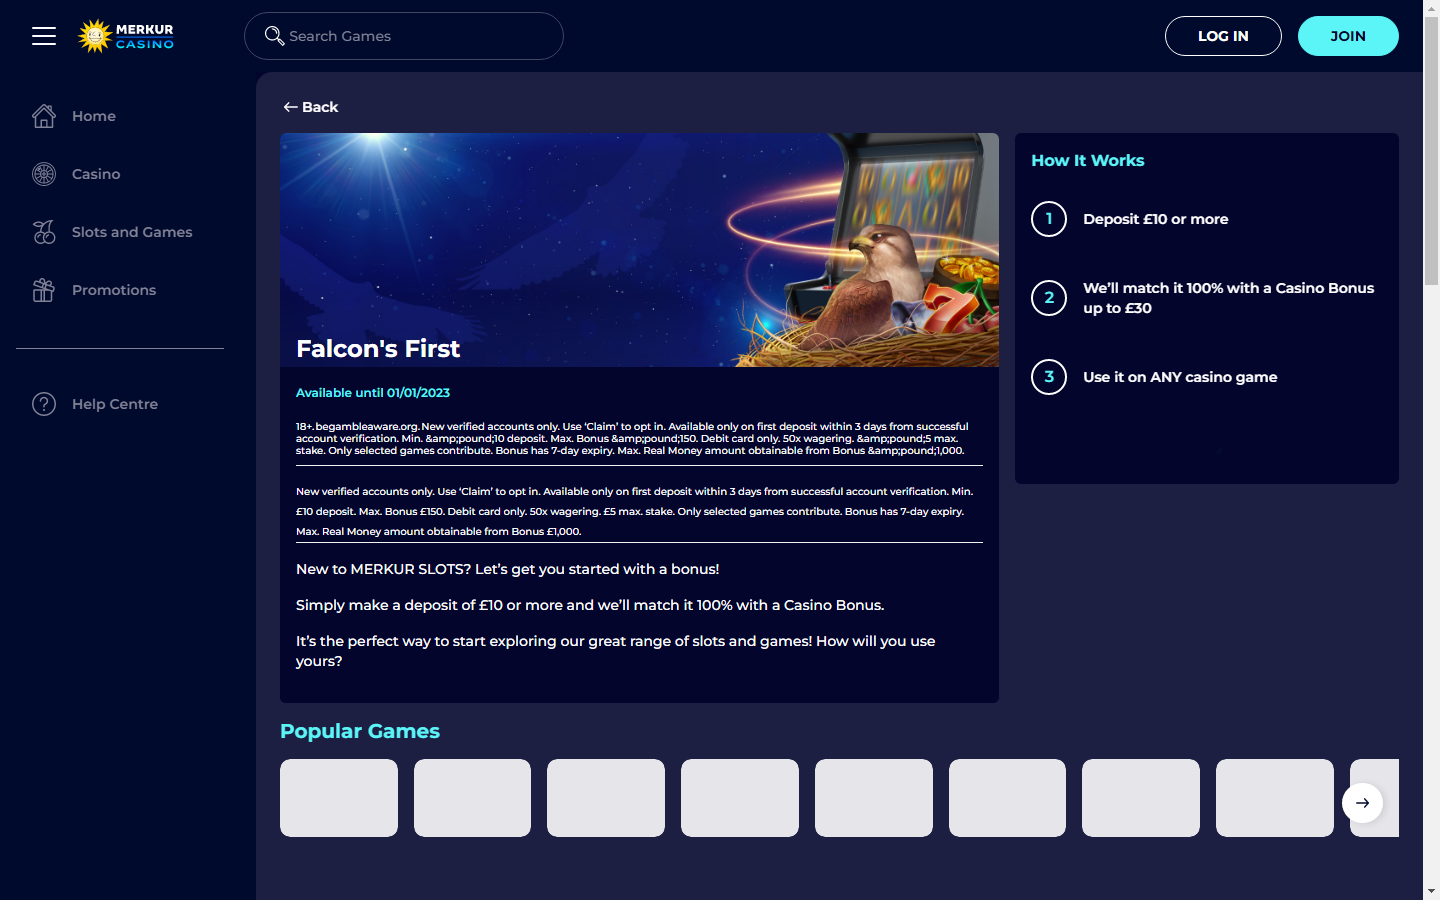 MERKUR
CASINO
Search Games
LOG IN
JOIN
Home
Casino
Slots and Games
Promotions
Help Centre
Back
Falcon's First
Available until 01/01/2023
18+. begambleaware.org. New verified accounts only. Use ‘Claim’ to opt in. Available only on first deposit within 3 days from successful
account verification. Min. &amp;pound;10 deposit. Max. Bonus &amp;pound;150. Debit card only. 50x wagering. &amp;pound;5 max.
stake. Only selected games contribute. Bonus has 7-day expiry. Max. Real Money amount obtainable from Bonus &amp;pound;1,000.
New verified accounts only. Use ‘Claim’ to opt in. Available only on first deposit within 3 days from successful account verification. Min.
£10 deposit. Max. Bonus £150. Debit card only. 50x wagering. £5 max. stake. Only selected games contribute. Bonus has 7-day expiry.
Max. Real Money amount obtainable from Bonus £1,000.
New to MERKUR SLOTS? Let’s get you started with a bonus!
Simply make a deposit of £10 or more and we’ll match it 100% with a Casino Bonus.
It’s the perfect way to start exploring our great range of slots and games! How will you use
yours?
How It Works
1 Deposit £10 or more
2 We’ll match it 100% with a Casino Bonus
up to £30
3 Use it on ANY casino game
Popular Games